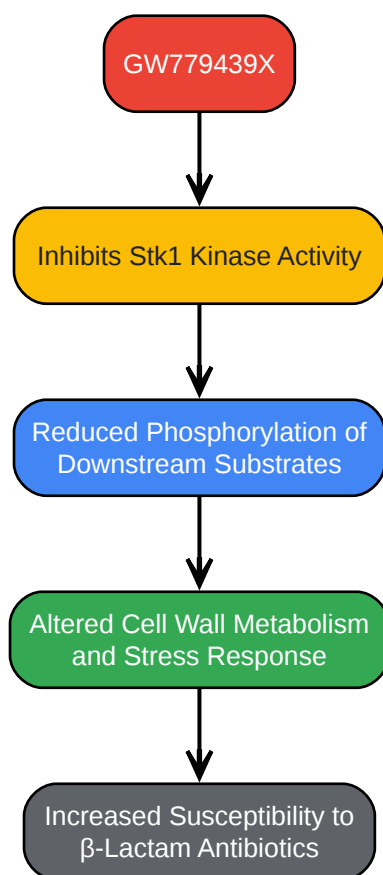 GW779439X
Inhibits Stk1 Kinase Activity
Reduced Phosphorylation of
Downstream Substrates
Altered Cell Wall Metabolism
and Stress Response
Increased Susceptibility to
β-Lactam Antibiotics